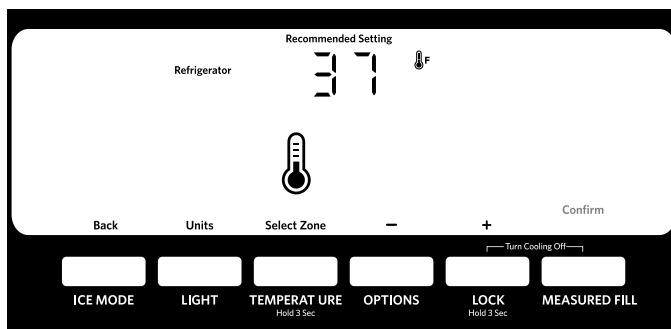 Recommended Setting
Refrigerator 37 F
Confirm
Back Units Select Zone − +
Turn Cooling Off
ICE MODE LIGHT TEMPERAT URE OPTIONS LOCK MEASURED FILL
Hold 3 Sec Hold 3 Sec